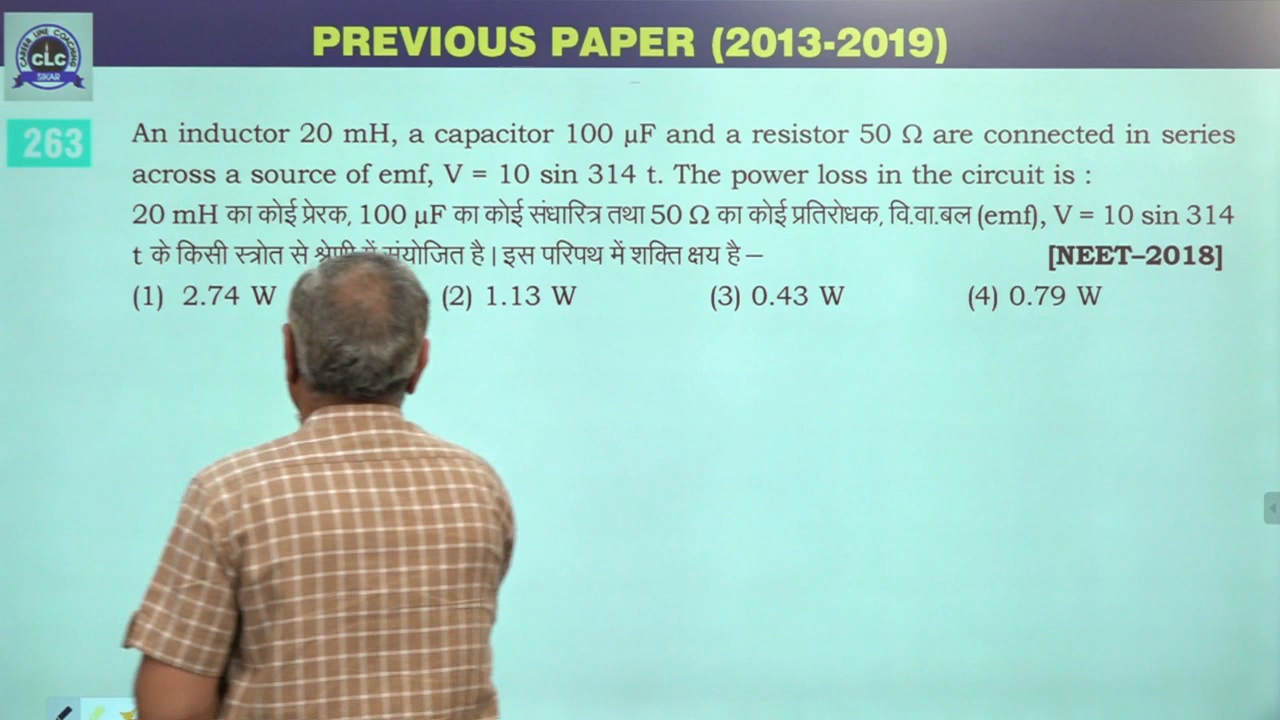 PREVIOUS PAPER (2013-2019)
CAREER LINE COACHING
CLC
SIKAR
263
An inductor 20 mH, a capacitor 100 µF and a resistor 50 Ω are connected in series
across a source of emf, V = 10 sin 314 t. The power loss in the circuit is :
20 mH का कोई प्रेरक, 100 µF का कोई संधारित्र तथा 50 Ω का कोई प्रतिरोधक, वि.वा.बल (emf), V = 10 sin 314
t के किसी स्त्रोत से श्रेणी में संयोजित है। इस परिपथ में शक्ति क्षय है –
[NEET–2018]
(1) 2.74 W (2) 1.13 W (3) 0.43 W (4) 0.79 W